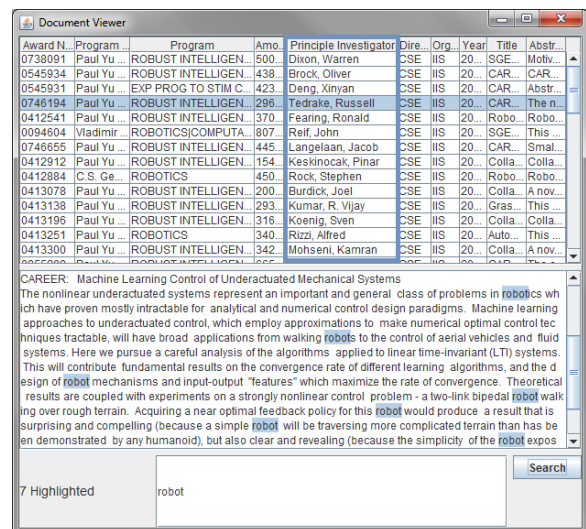 Document Viewer
Award N... Program ... Program Amo... Principle Investigator Dire... Org... Year Title Abstr...
0738091 Paul Yu ... ROBUST INTELLIGEN... 500... Dixon, Warren CSE IIS 20... SGE... Motiv...
0545934 Paul Yu ... ROBUST INTELLIGEN... 438... Brock, Oliver CSE IIS 20... CAR... CAR...
0545931 Paul Yu ... EXP PROG TO STIM C... 423... Deng, Xinyan CSE IIS 20... CAR... Abstr...
0746194 Paul Yu ... ROBUST INTELLIGEN... 296... Tedrake, Russell CSE IIS 20... CAR... The n...
0412541 Paul Yu ... ROBUST INTELLIGEN... 370... Fearing, Ronald CSE IIS 20... Robo... Robo...
0094604 Vladimir ... ROBOTICS|COMPUTA... 807... Reif, John CSE IIS 20... SGE... This ...
0746655 Paul Yu ... ROBUST INTELLIGEN... 445... Langelaan, Jacob CSE IIS 20... CAR... Smal...
0412912 Paul Yu ... ROBUST INTELLIGEN... 154... Keskinocak, Pinar CSE IIS 20... Colla... Colla...
0412884 C.S. Ge... ROBOTICS 450... Rock, Stephen CSE IIS 20... Robo... Robo...
0413078 Paul Yu ... ROBUST INTELLIGEN... 200... Burdick, Joel CSE IIS 20... Colla... A nov...
0413138 Paul Yu ... ROBUST INTELLIGEN... 293... Kumar, R. Vijay CSE IIS 20... Gras... This ...
0413196 Paul Yu ... ROBUST INTELLIGEN... 316... Koenig, Sven CSE IIS 20... Colla... Colla...
0413251 Paul Yu ... ROBOTICS 340... Rizzi, Alfred CSE IIS 20... Auto... This ...
0413300 Paul Yu ... ROBUST INTELLIGEN... 342... Mohseni, Kamran CSE IIS 20... Colla... A nov...
CAREER: Machine Learning Control of Underactuated Mechanical Systems
The nonlinear underactuated systems represent an important and general class of problems in robotics wh
ich have proven mostly intractable for analytical and numerical control design paradigms. Machine learning
approaches to underactuated control, which employ approximations to make numerical optimal control tec
hniques tractable, will have broad applications from walking robots to the control of aerial vehicles and fluid
systems. Here we pursue a careful analysis of the algorithms applied to linear time-invariant (LTI) systems.
This will contribute fundamental results on the convergence rate of different learning algorithms, and the d
esign of robot mechanisms and input-output "features" which maximize the rate of convergence. Theoretical
results are coupled with experiments on a strongly nonlinear control problem - a two-link bipedal robot walk
ing over rough terrain. Acquiring a near optimal feedback policy for this robot would produce a result that is
surprising and compelling (because a simple robot will be traversing more complicated terrain than has be
en demonstrated by any humanoid), but also clear and revealing (because the simplicity of the robot expos
7 Highlighted
robot
Search